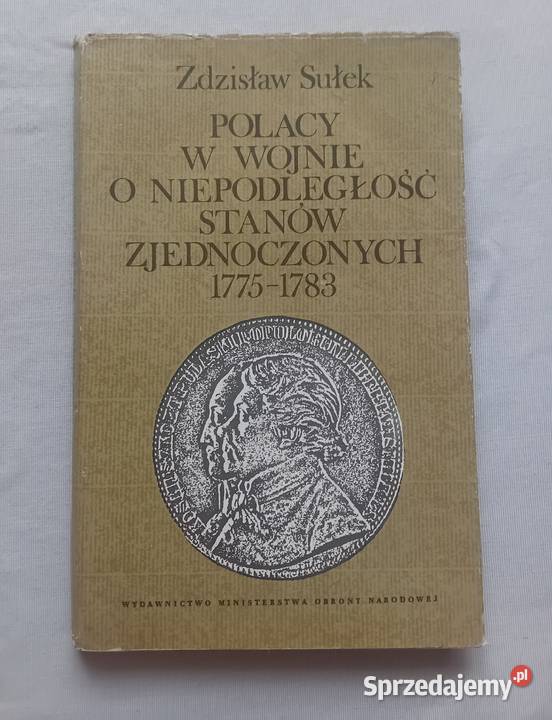 Zdzisław Sułek
POLACY
W WOJNIE
O NIEPODLEGŁOŚĆ
STANÓW
ZJEDNOCZONYCH
1775-1783
WYDAWNICTWO MINISTERSTWA OBRONY NARODOWEJ
Sprzedajemy.pl